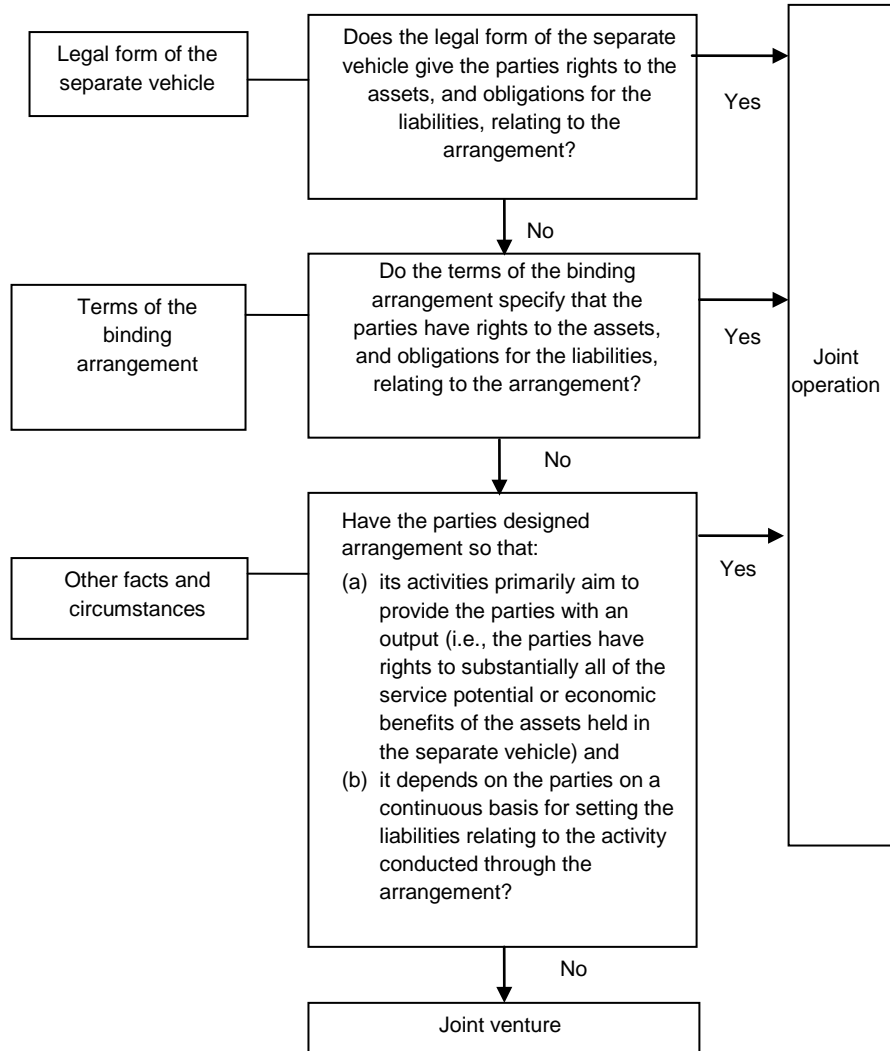 Legal form of the
separate vehicle
Does the legal form of the separate
vehicle give the parties rights to the
assets, and obligations for the
liabilities, relating to the
arrangement?
Yes
No
Terms of the
binding
arrangement
Do the terms of the binding
arrangement specify that the
parties have rights to the assets,
and obligations for the liabilities,
relating to the arrangement?
Yes
Joint
operation
No
Other facts and
circumstances
Have the parties designed
arrangement so that:
(a) its activities primarily aim to
provide the parties with an
output (i.e., the parties have
rights to substantially all of the
service potential or economic
benefits of the assets held in
the separate vehicle) and
(b) it depends on the parties on a
continuous basis for setting the
liabilities relating to the activity
conducted through the
arrangement?
Yes
No
Joint venture